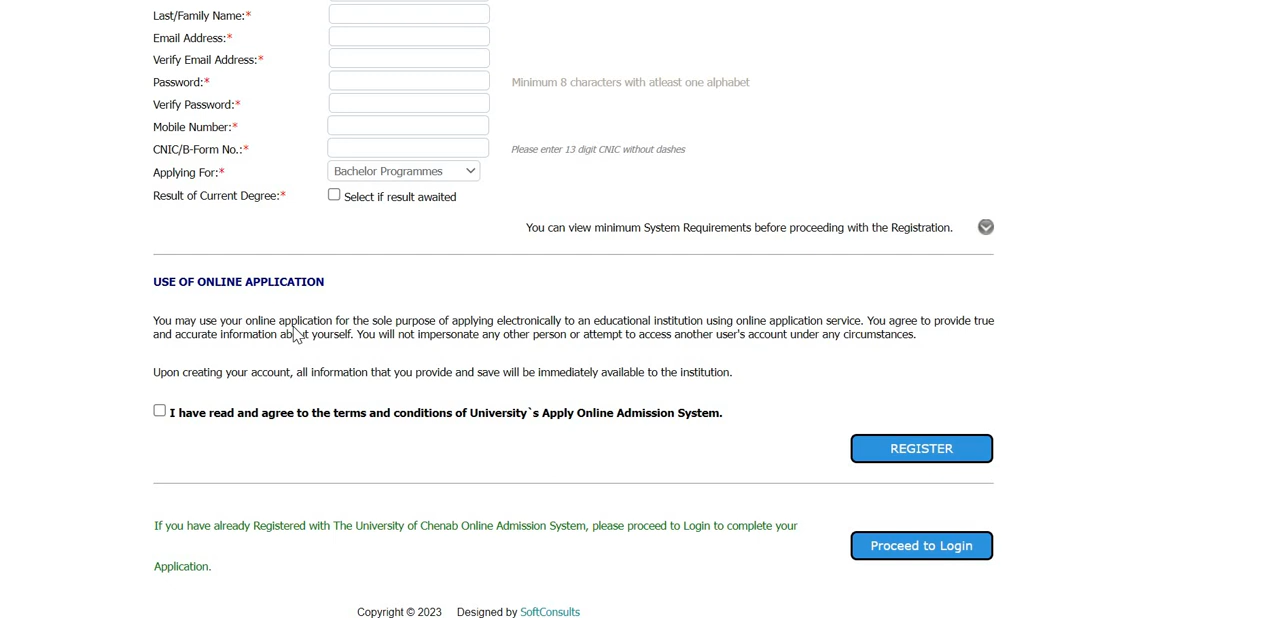 Last/Family Name:*
Email Address:*
Verify Email Address:*
Password:* Minimum 8 characters with atleast one alphabet
Verify Password:*
Mobile Number:*
CNIC/B-Form No.:* Please enter 13 digit CNIC without dashes
Applying For:* Bachelor Programmes
Result of Current Degree:* Select if result awaited
You can view minimum System Requirements before proceeding with the Registration.
USE OF ONLINE APPLICATION
You may use your online application for the sole purpose of applying electronically to an educational institution using online application service. You agree to provide true
and accurate information about yourself. You will not impersonate any other person or attempt to access another user's account under any circumstances.
Upon creating your account, all information that you provide and save will be immediately available to the institution.
I have read and agree to the terms and conditions of University`s Apply Online Admission System.
REGISTER
If you have already Registered with The University of Chenab Online Admission System, please proceed to Login to complete your
Application.
Proceed to Login
Copyright © 2023 Designed by SoftConsults